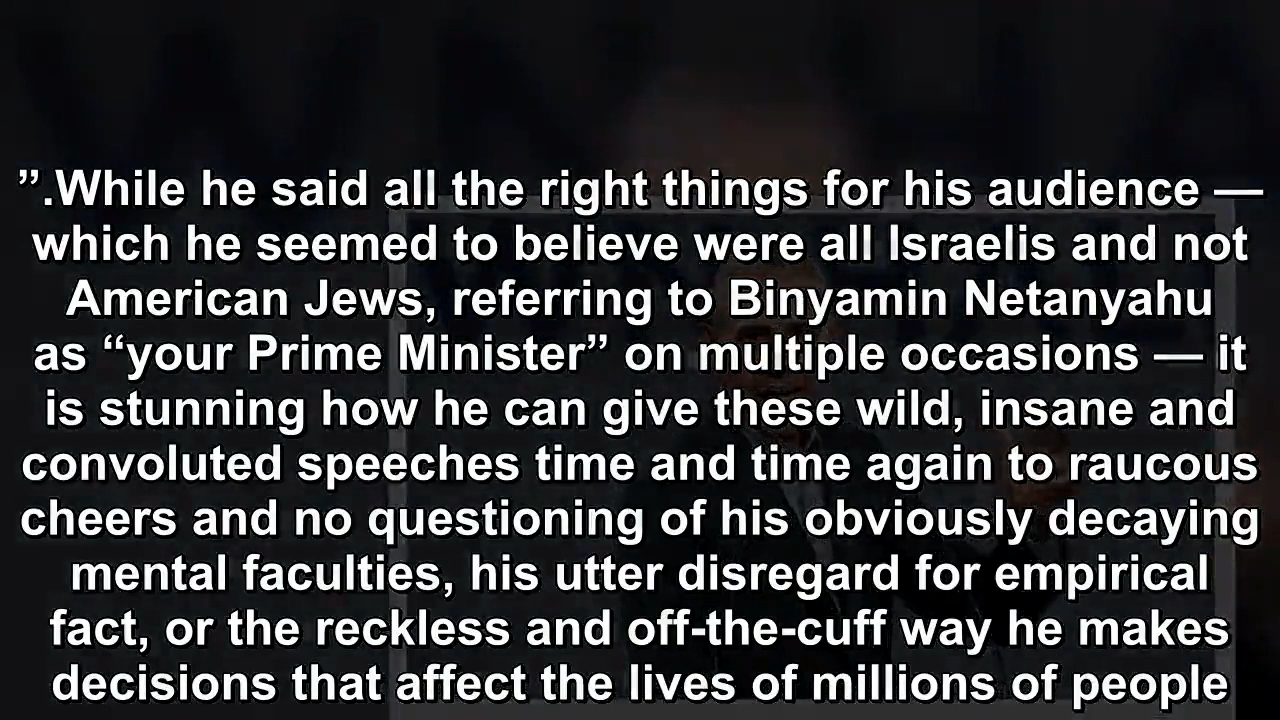 ”.While he said all the right things for his audience —
which he seemed to believe were all Israelis and not
American Jews, referring to Binyamin Netanyahu
as “your Prime Minister” on multiple occasions — it
is stunning how he can give these wild, insane and
convoluted speeches time and time again to raucous
cheers and no questioning of his obviously decaying
mental faculties, his utter disregard for empirical
fact, or the reckless and off-the-cuff way he makes
decisions that affect the lives of millions of people